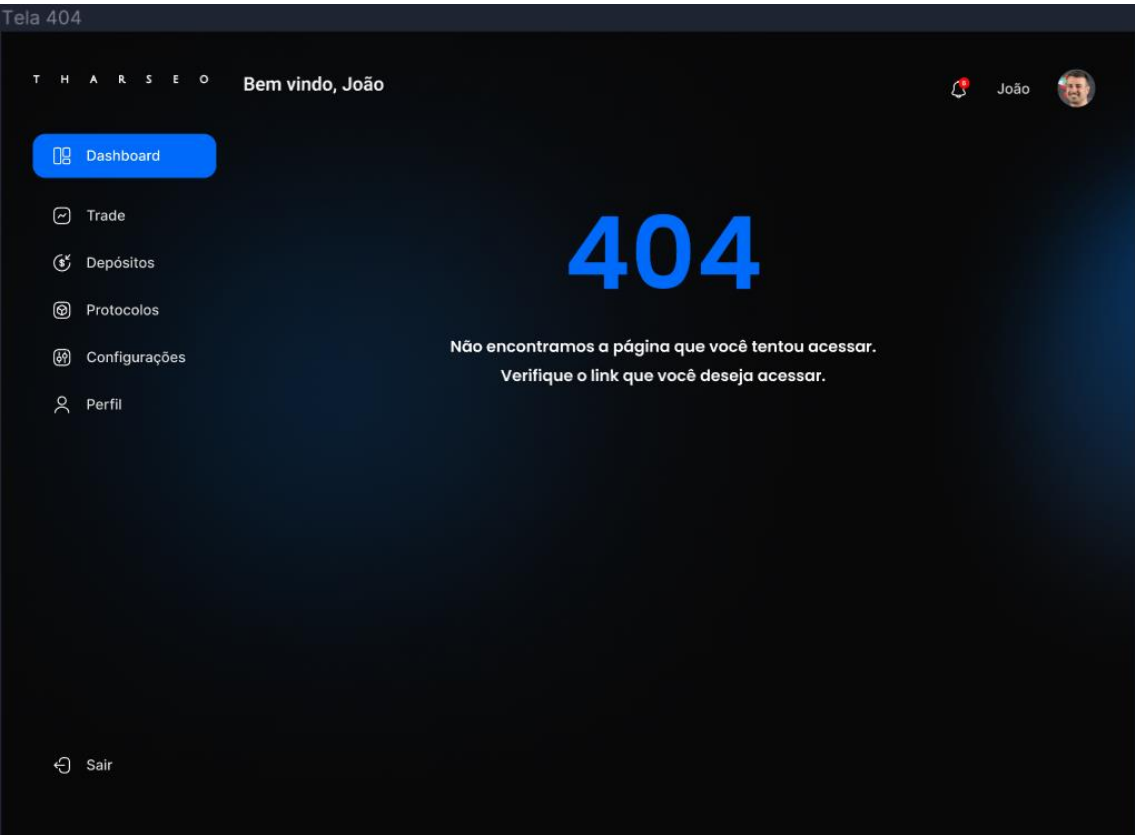 Tela 404
THARSEO
Bem vindo, João
João
Dashboard
Trade
Depósitos
Protocolos
Configurações
Perfil
404
Não encontramos a página que você tentou acessar.
Verifique o link que você deseja acessar.
Sair